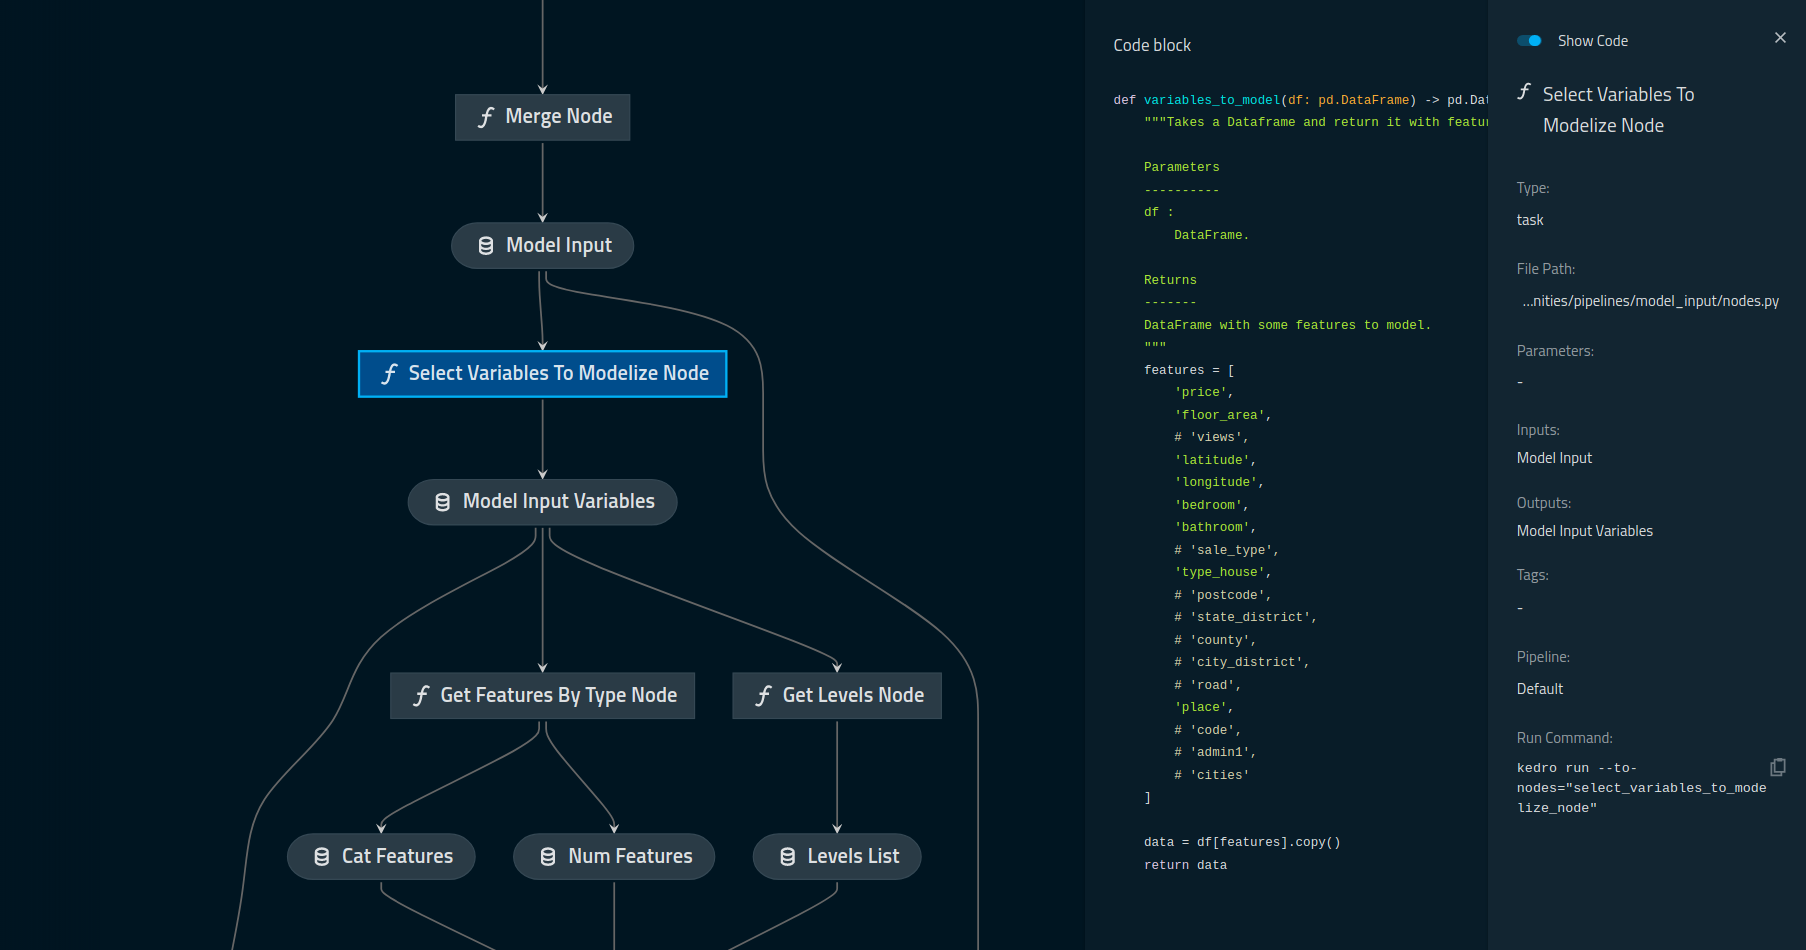 Merge Node
Model Input
Select Variables To Modelize Node
Model Input Variables
Get Features By Type Node
Get Levels Node
Cat Features
Num Features
Levels List
Code block
def variables_to_model(df: pd.DataFrame) -> pd.Dat
    """Takes a Dataframe and return it with featur

    Parameters
    ----------
    df :
        DataFrame.

    Returns
    -------
    DataFrame with some features to model.
    """
    features = [
        'price',
        'floor_area',
        # 'views',
        'latitude',
        'longitude',
        'bedroom',
        'bathroom',
        # 'sale_type',
        'type_house',
        # 'postcode',
        # 'state_district',
        # 'county',
        # 'city_district',
        # 'road',
        'place',
        # 'code',
        # 'admin1',
        # 'cities'
    ]

    data = df[features].copy()
    return data
Show Code
Select Variables To
Modelize Node
Type:
task
File Path:
...nities/pipelines/model_input/nodes.py
Parameters:
-
Inputs:
Model Input
Outputs:
Model Input Variables
Tags:
-
Pipeline:
Default
Run Command:
kedro run --to-
nodes="select_variables_to_mode
lize_node"